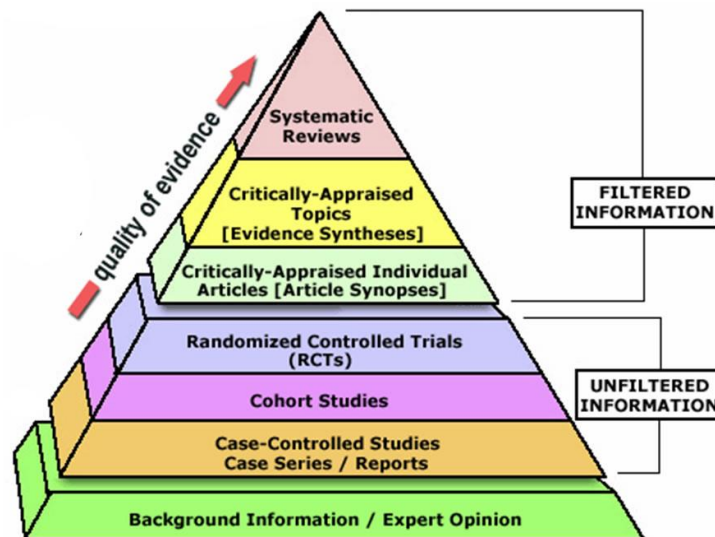 quality of evidence
Systematic
Reviews
Critically-Appraised
Topics
[Evidence Syntheses]
Critically-Appraised Individual
Articles [Article Synopses]
FILTERED
INFORMATION
Randomized Controlled Trials
(RCTs)
Cohort Studies
Case-Controlled Studies
Case Series / Reports
UNFILTERED
INFORMATION
Background Information / Expert Opinion